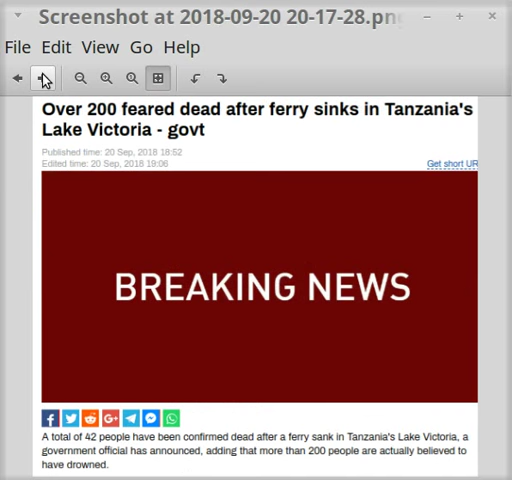 Screenshot at 2018-09-20 20-17-28.png
File Edit View Go Help
Over 200 feared dead after ferry sinks in Tanzania's
Lake Victoria - govt
Published time: 20 Sep, 2018 18:52
Edited time: 20 Sep, 2018 19:06
Get short UR
BREAKING NEWS
A total of 42 people have been confirmed dead after a ferry sank in Tanzania's Lake Victoria, a
government official has announced, adding that more than 200 people are actually believed to
have drowned.